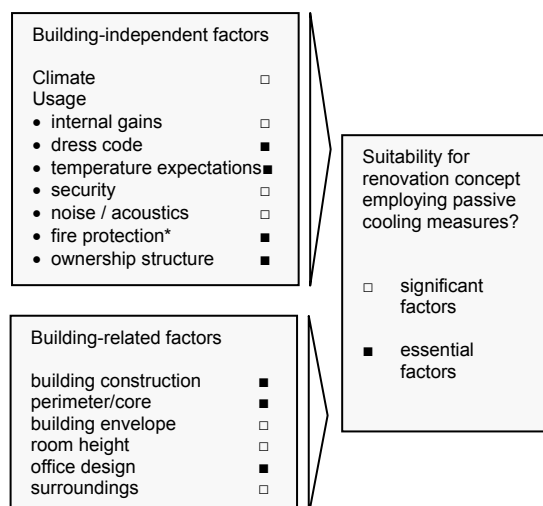 Building-independent factors
Climate □
Usage
• internal gains □
• dress code ■
• temperature expectations ■
• security □
• noise / acoustics □
• fire protection* ■
• ownership structure ■
Building-related factors
building construction ■
perimeter/core ■
building envelope □
room height □
office design ■
surroundings □
Suitability for
renovation concept
employing passive
cooling measures?
□ significant
factors
■ essential
factors